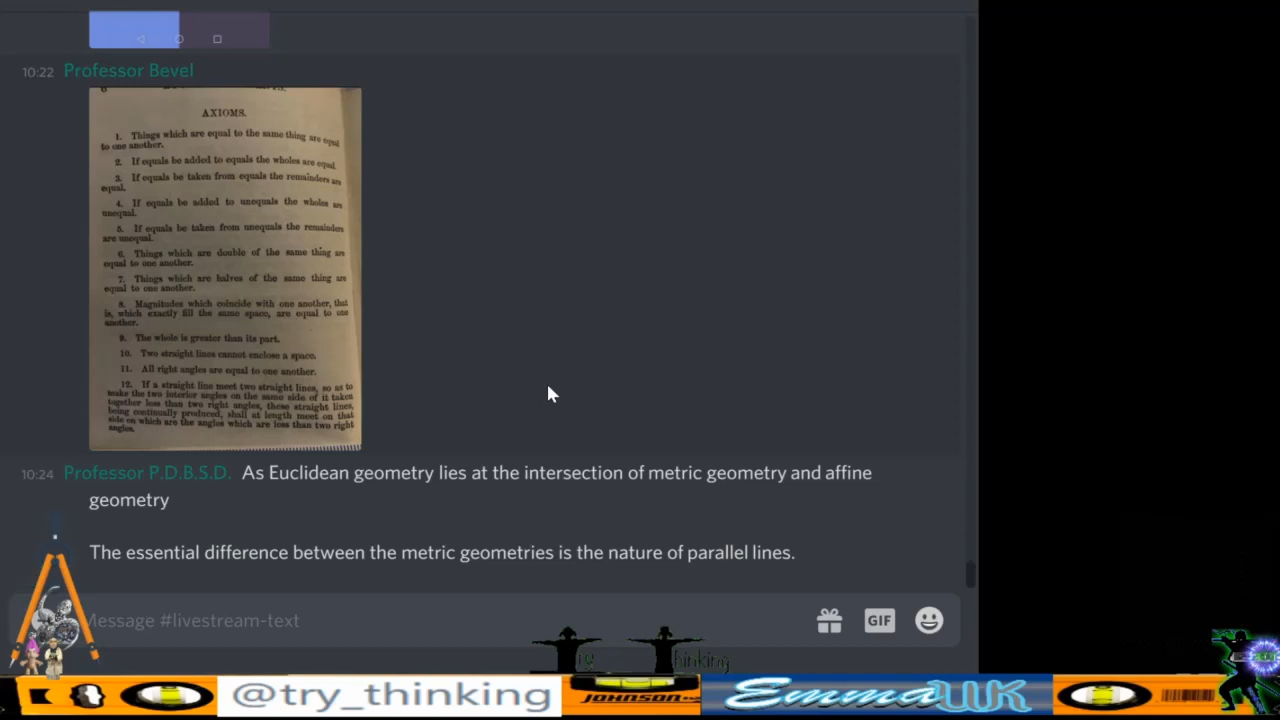 10:22 Professor Bevel
AXIOMS.
1. Things which are equal to the same thing are equal
to one another.
2. If equals be added to equals the wholes are equal.
3. If equals be taken from equals the remainders are
equal.
4. If equals be added to unequals the wholes are
unequal.
5. If equals be taken from unequals the remainders
are unequal.
6. Things which are double of the same thing are
equal to one another.
7. Things which are halves of the same thing are
equal to one another.
8. Magnitudes which coincide with one another, that
is, which exactly fill the same space, are equal to one
another.
9. The whole is greater than its part.
10. Two straight lines cannot enclose a space.
11. All right angles are equal to one another.
12. If a straight line meet two straight lines, so as to
make the two interior angles on the same side of it taken
together less than two right angles, these straight lines,
being continually produced, shall at length meet on that
side on which are the angles which are less than two right
angles.
10:24 Professor P.D.B.S.D. As Euclidean geometry lies at the intersection of metric geometry and affine
geometry
The essential difference between the metric geometries is the nature of parallel lines.
Message #livestream-text
GIF
Try Thinking
@try_thinking
JOHNSON
EmmaUK